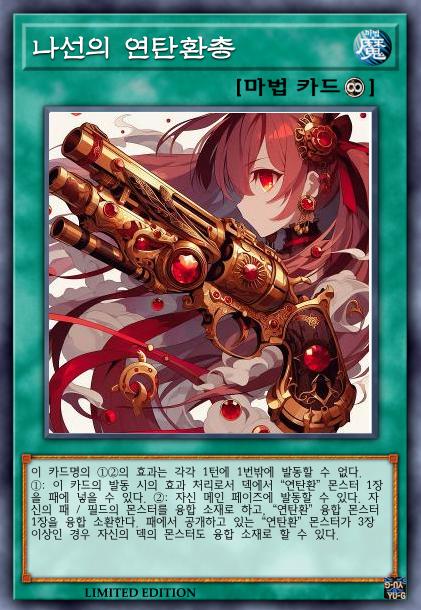 나선의 연탄환총
마법
魔
[마법 카드♾]
이 카드명의 ①②의 효과는 각각 1턴에 1번밖에 발동할 수 없다.
①: 이 카드의 발동 시의 효과 처리로서 덱에서 “연탄환” 몬스터 1장
을 패에 넣을 수 있다. ②: 자신 메인 페이즈에 발동할 수 있다. 자
신의 패 / 필드의 몬스터를 융합 소재로 하고, “연탄환” 융합 몬스터
1장을 융합 소환한다. 패에서 공개하고 있는 “연탄환” 몬스터가 3장
이상인 경우 자신의 덱의 몬스터도 융합 소재로 할 수 있다.
LIMITED EDITION